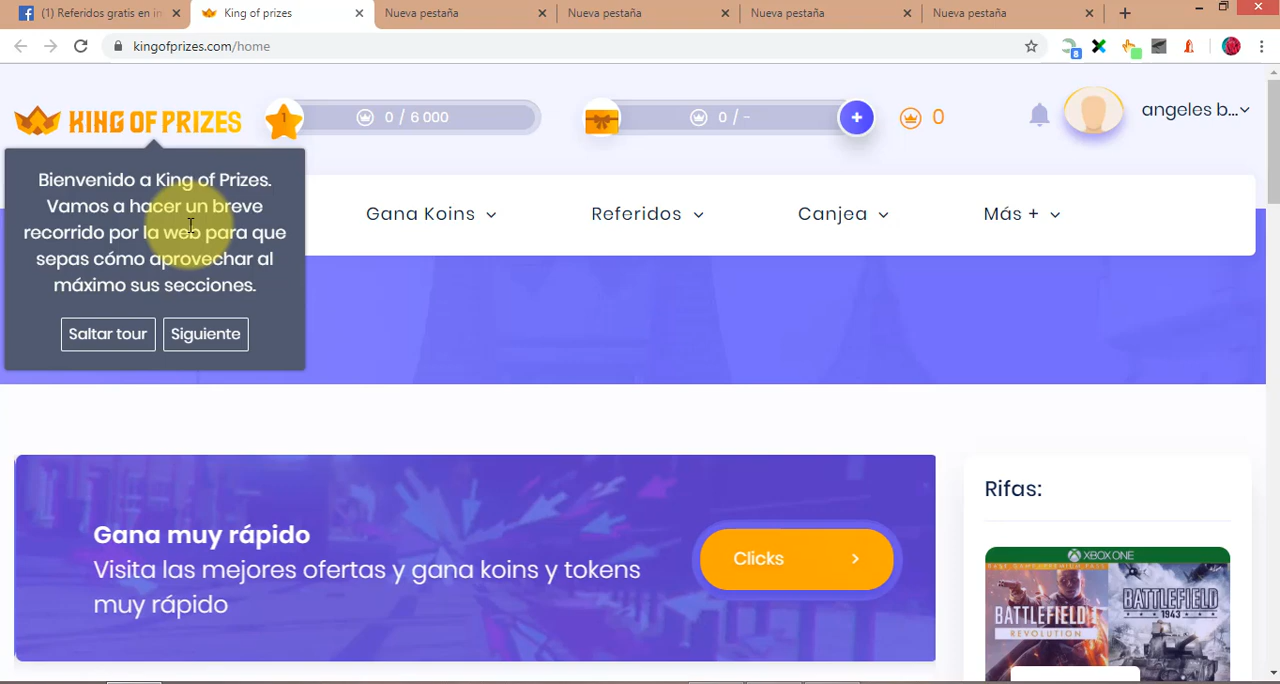 (1) Referidos gratis en in
King of prizes
Nueva pestaña
Nueva pestaña
Nueva pestaña
Nueva pestaña
kingofprizes.com/home
8
KING OF PRIZES
1
0 / 6 000
0 / -
+
0
angeles b...
Bienvenido a King of Prizes.
Vamos a hacer un breve
recorrido por la web para que
sepas cómo aprovechar al
máximo sus secciones.
Saltar tour
Siguiente
Gana Koins
Referidos
Canjea
Más +
Gana muy rápido
Visita las mejores ofertas y gana koins y tokens
muy rápido
Clicks
Rifas:
XBOX ONE
BATTLEFIELD
REVOLUTION
BATTLEFIELD
1943